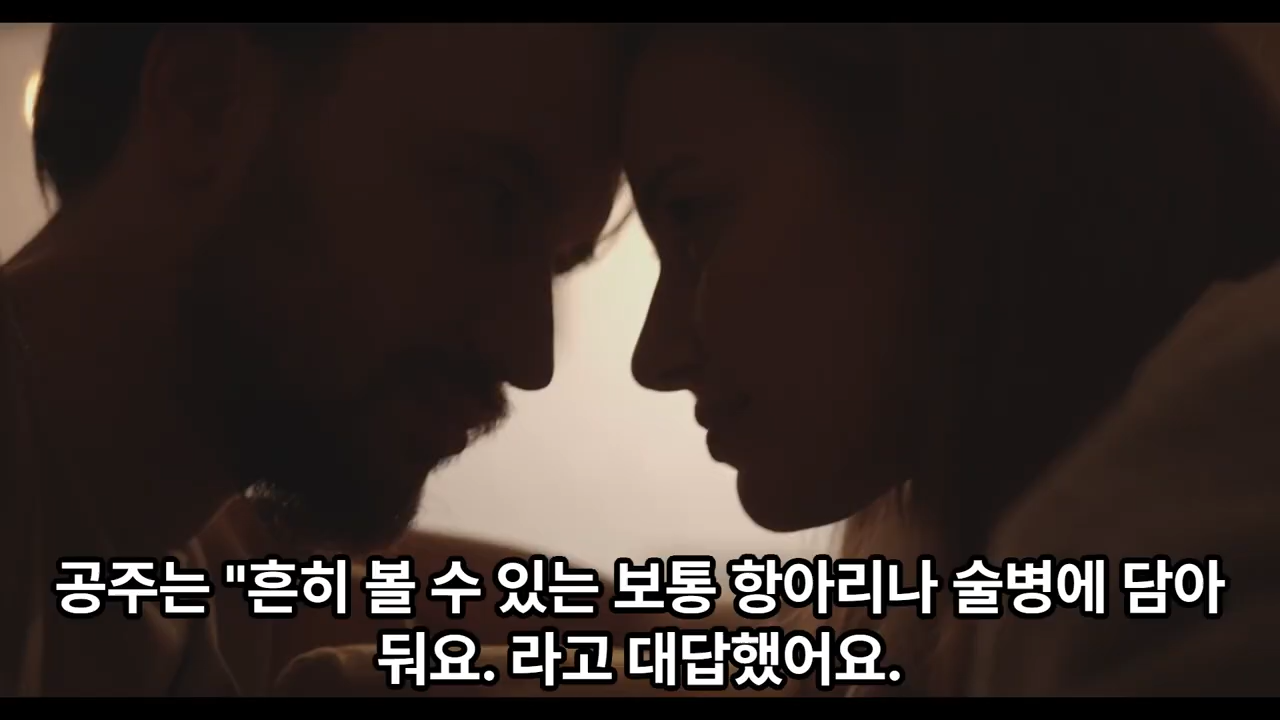 공주는 "흔히 볼 수 있는 보통 항아리나 술병에 담아
둬요. 라고 대답했어요.